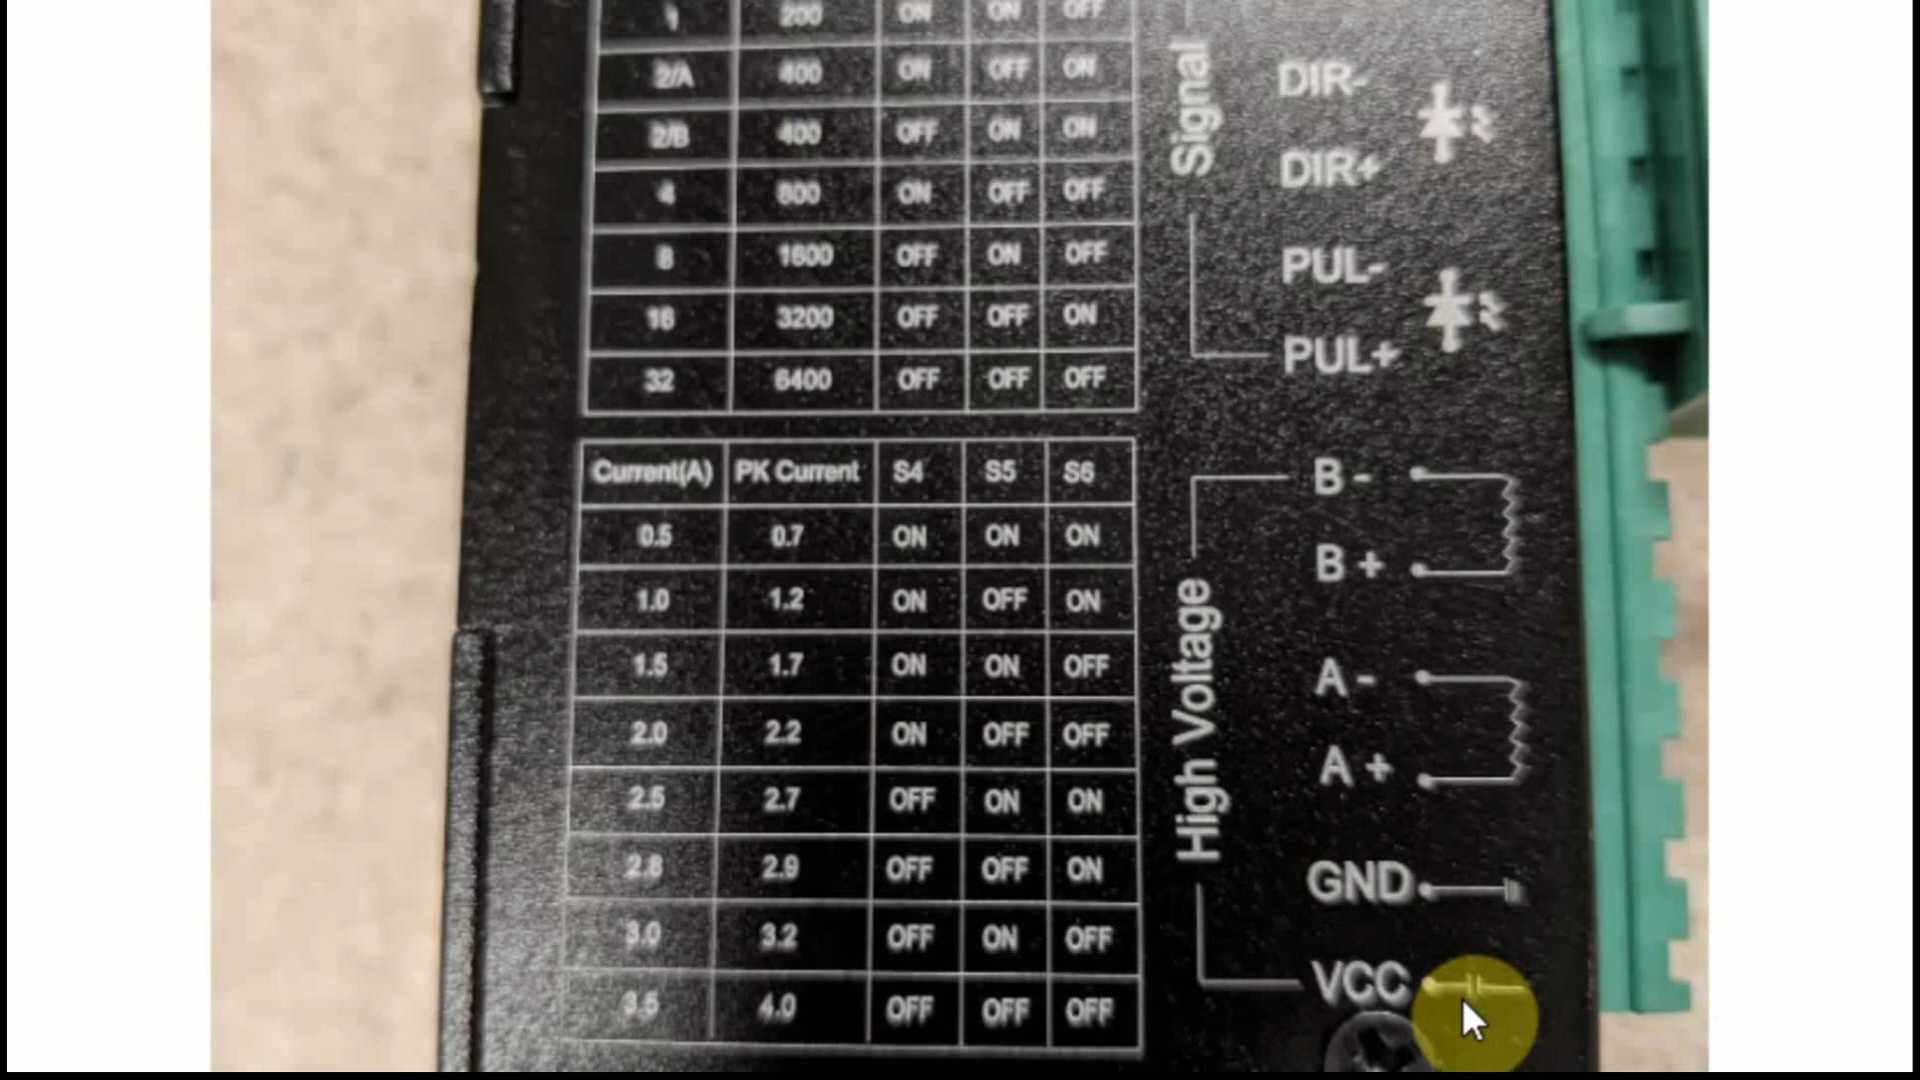 1 200 ON ON OFF
2/A 400 ON OFF ON
2/B 400 OFF ON ON
4 800 ON OFF OFF
8 1600 OFF ON OFF
16 3200 OFF OFF ON
32 6400 OFF OFF OFF
Current(A) PK Current S4 S5 S6
0.5 0.7 ON ON ON
1.0 1.2 ON OFF ON
1.5 1.7 ON ON OFF
2.0 2.2 ON OFF OFF
2.5 2.7 OFF ON ON
2.8 2.9 OFF OFF ON
3.0 3.2 OFF ON OFF
3.5 4.0 OFF OFF OFF
Signal
DIR-
DIR+
PUL-
PUL+
High Voltage
B -
B +
A -
A +
GND
VCC